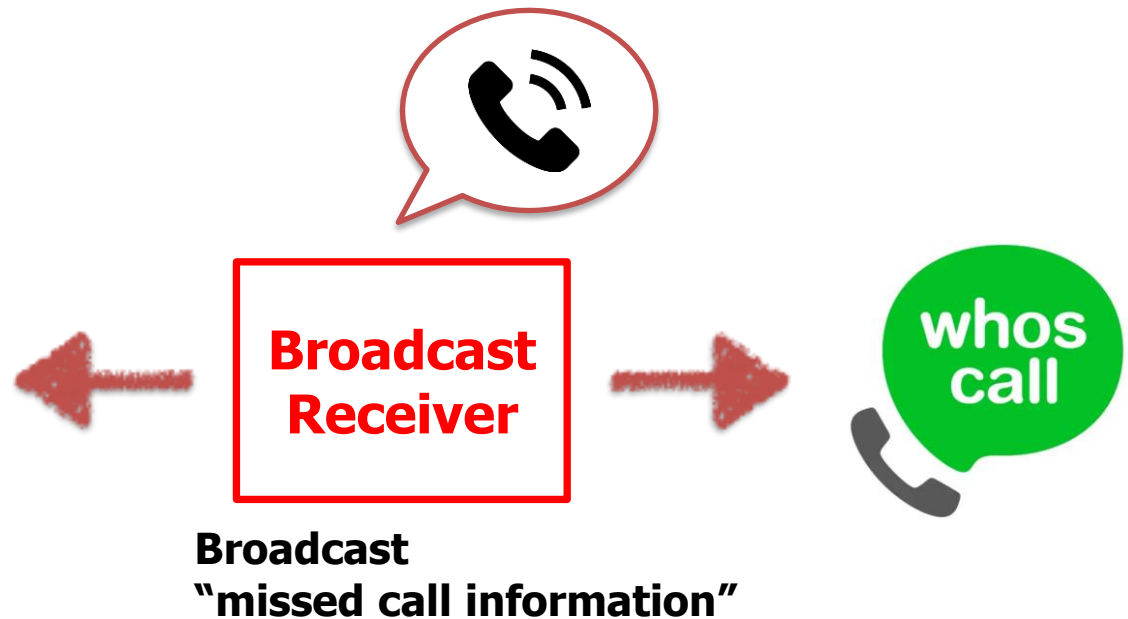 Broadcast
Receiver
whos
call
Broadcast
“missed call information”